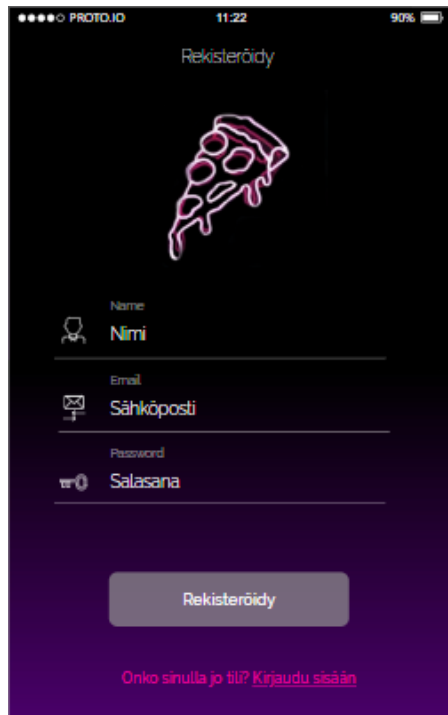 PROTO.IO 11:22 90%
Rekisteröidy
Name
Nimi
Email
Sähköposti
Password
Salasana
Rekisteröidy
Onko sinulla jo tili? Kirjaudu sisään